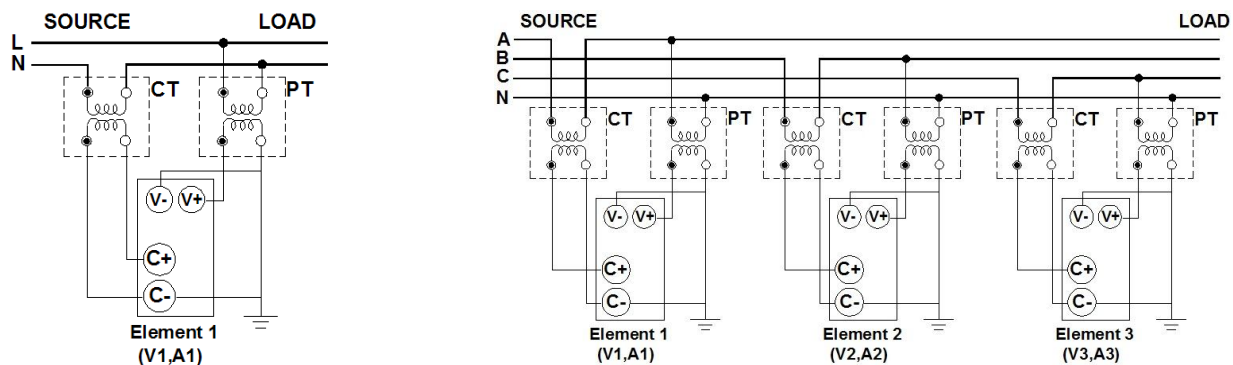 SOURCE LOAD
L
N
CT PT
V- V+
C+
C-
Element 1
(V1,A1)
SOURCE LOAD
A
B
C
N
CT PT CT PT CT PT
V- V+ V- V+ V- V+
C+ C+ C+
C- C- C-
Element 1 Element 2 Element 3
(V1,A1) (V2,A2) (V3,A3)